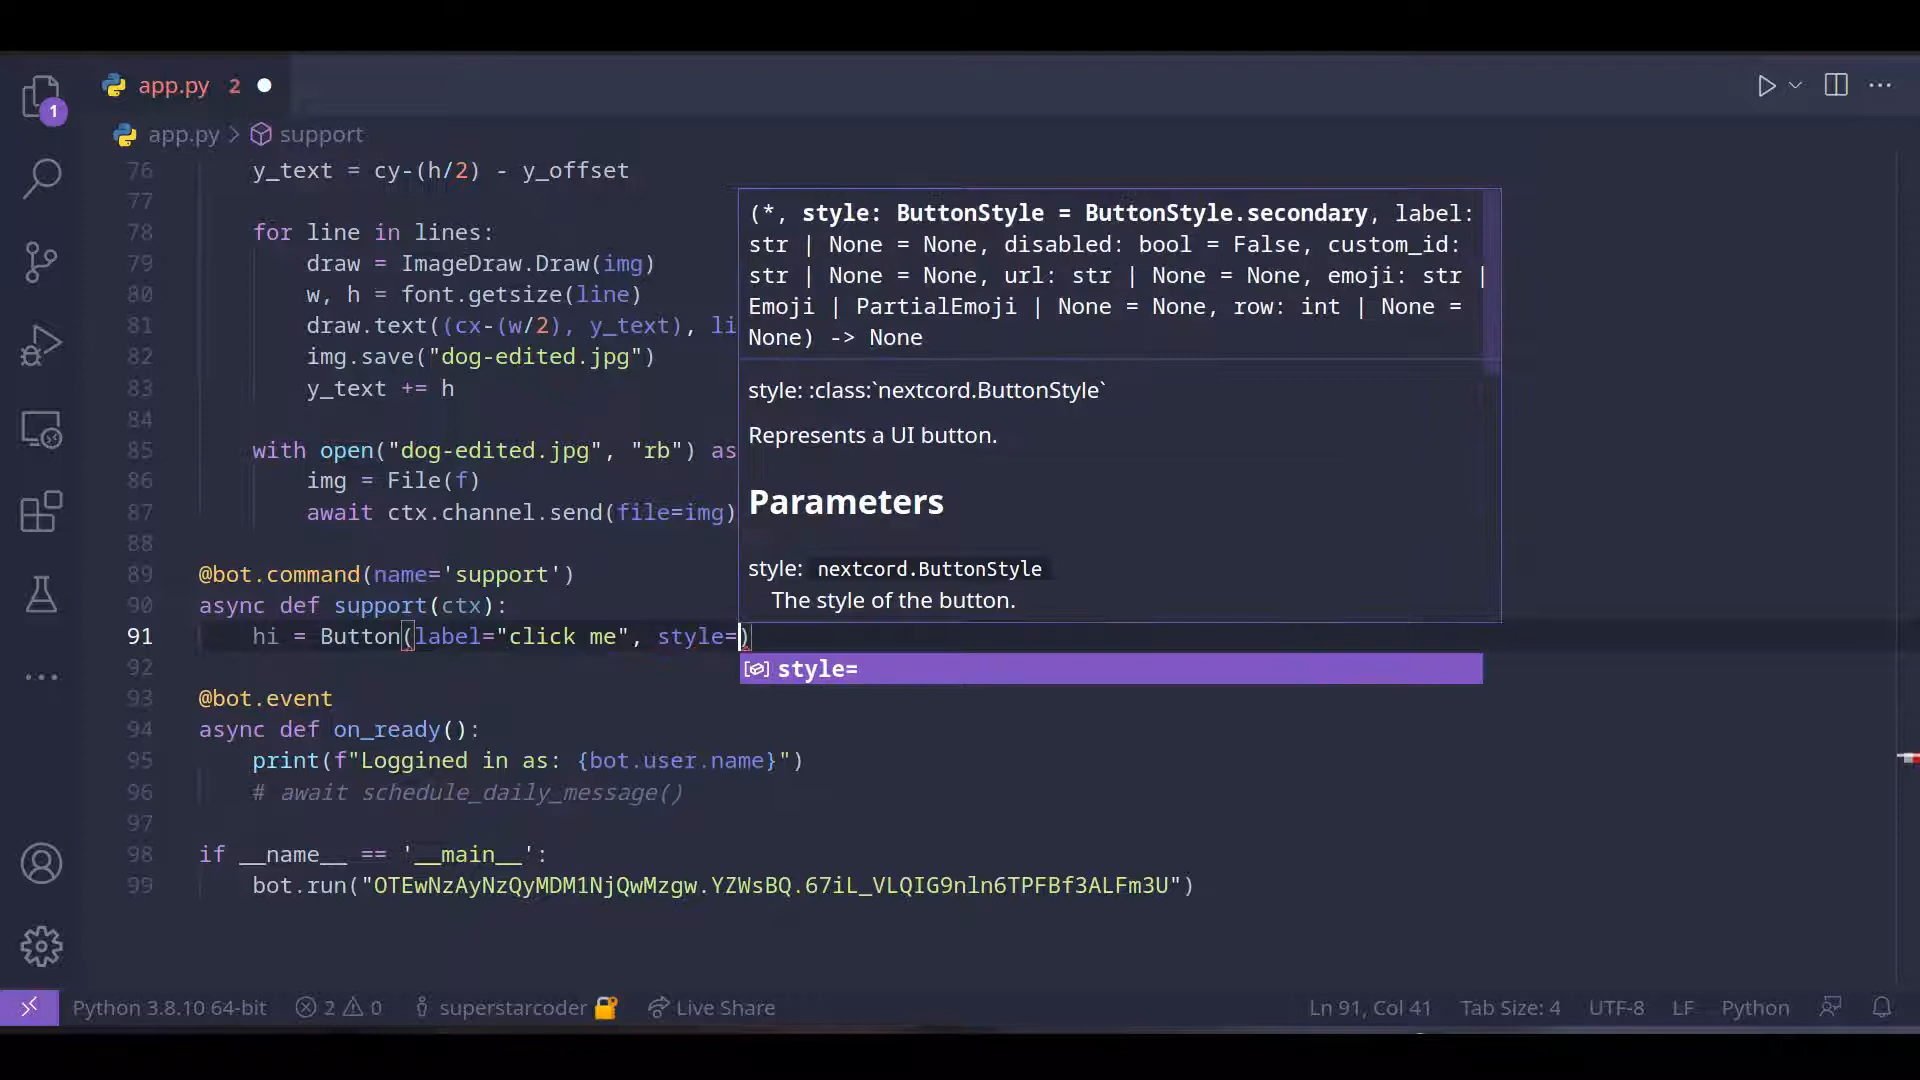 1
app.py 2
app.py > support
76 y_text = cy-(h/2) - y_offset
77
78 for line in lines:
79 draw = ImageDraw.Draw(img)
80 w, h = font.getsize(line)
81 draw.text((cx-(w/2), y_text), li
82 img.save("dog-edited.jpg")
83 y_text += h
84
85 with open("dog-edited.jpg", "rb") as
86 img = File(f)
87 await ctx.channel.send(file=img)
88
89 @bot.command(name='support')
90 async def support(ctx):
91 hi = Button(label="click me", style=)
92
93 @bot.event
94 async def on_ready():
95 print(f"Loggined in as: {bot.user.name}")
96 # await schedule_daily_message()
97
98 if __name__ == '__main__':
99 bot.run("OTEwNzAyNzQyMDM1NjQwMzgw.YZWsBQ.67iL_VLQIG9nln6TPFBf3ALFm3U")
(*, style: ButtonStyle = ButtonStyle.secondary, label:
str | None = None, disabled: bool = False, custom_id:
str | None = None, url: str | None = None, emoji: str |
Emoji | PartialEmoji | None = None, row: int | None =
None) -> None
style: :class:`nextcord.ButtonStyle`
Represents a UI button.
Parameters
style: nextcord.ButtonStyle
The style of the button.
style=
Python 3.8.10 64-bit 2 0 superstarcoder Live Share Ln 91, Col 41 Tab Size: 4 UTF-8 LF Python